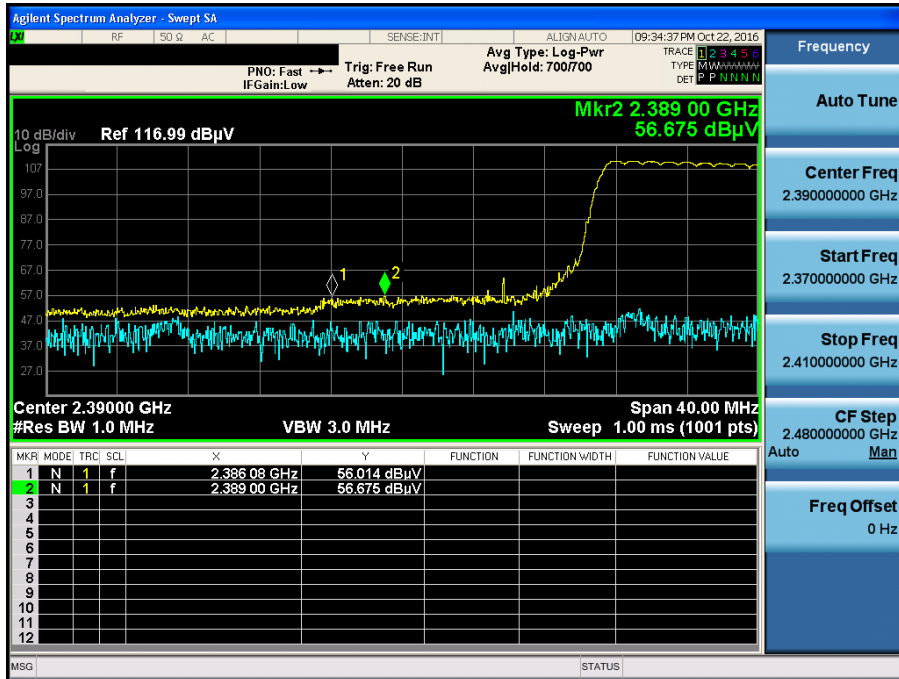 Agilent Spectrum Analyzer - Swept SA
LXI RF 50 Ω AC SENSE:INT ALIGN AUTO 09:34:37 PM Oct 22, 2016
PNO: Fast Trig: Free Run Avg Type: Log-Pwr TRACE 1 2 3 4 5 6
IFGain:Low Atten: 20 dB Avg|Hold: 700/700 TYPE M
DET P P N N N N
Frequency
Auto Tune
Center Freq
2.390000000 GHz
Start Freq
2.370000000 GHz
Stop Freq
2.410000000 GHz
CF Step
2.480000000 GHz
Auto Man
Freq Offset
0 Hz
Mkr2 2.389 00 GHz
10 dB/div Ref 116.99 dBµV 56.675 dBµV
Log
107
97.0
87.0
77.0
67.0
57.0
47.0
37.0
27.0
1
2
Center 2.39000 GHz Span 40.00 MHz
#Res BW 1.0 MHz VBW 3.0 MHz Sweep 1.00 ms (1001 pts)
MKR MODE TRC SCL X Y FUNCTION FUNCTION WIDTH FUNCTION VALUE
1 N 1 f 2.386 08 GHz 56.014 dBµV
2 N 1 f 2.389 00 GHz 56.675 dBµV
3
4
5
6
7
8
9
10
11
12
MSG STATUS